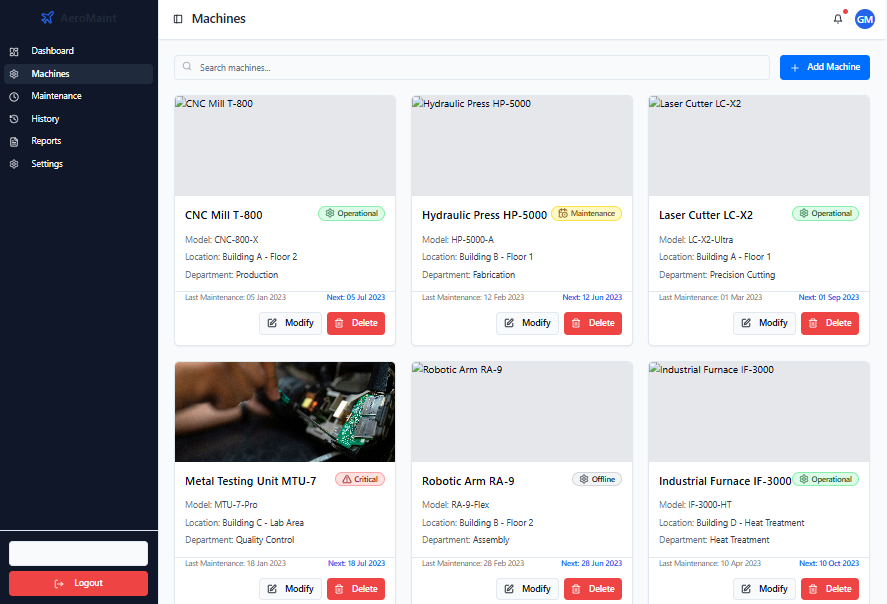 AeroMaint
Machines
GM
Dashboard
Machines
Maintenance
History
Reports
Settings
Logout
Search machines...
Add Machine
CNC Mill T-800
CNC Mill T-800
Operational
Model: CNC-800-X
Location: Building A - Floor 2
Department: Production
Last Maintenance: 05 Jan 2023
Next: 05 Jul 2023
Modify
Delete
Hydraulic Press HP-5000
Hydraulic Press HP-5000
Maintenance
Model: HP-5000-A
Location: Building B - Floor 1
Department: Fabrication
Last Maintenance: 12 Feb 2023
Next: 12 Jun 2023
Modify
Delete
Laser Cutter LC-X2
Laser Cutter LC-X2
Operational
Model: LC-X2-Ultra
Location: Building A - Floor 1
Department: Precision Cutting
Last Maintenance: 01 Mar 2023
Next: 01 Sep 2023
Modify
Delete
Metal Testing Unit MTU-7
Critical
Model: MTU-7-Pro
Location: Building C - Lab Area
Department: Quality Control
Last Maintenance: 18 Jan 2023
Next: 18 Jul 2023
Modify
Delete
Robotic Arm RA-9
Robotic Arm RA-9
Offline
Model: RA-9-Flex
Location: Building B - Floor 2
Department: Assembly
Last Maintenance: 28 Feb 2023
Next: 28 Jun 2023
Modify
Delete
Industrial Furnace IF-3000
Industrial Furnace IF-3000
Operational
Model: IF-3000-HT
Location: Building D - Heat Treatment
Department: Heat Treatment
Last Maintenance: 10 Apr 2023
Next: 10 Oct 2023
Modify
Delete